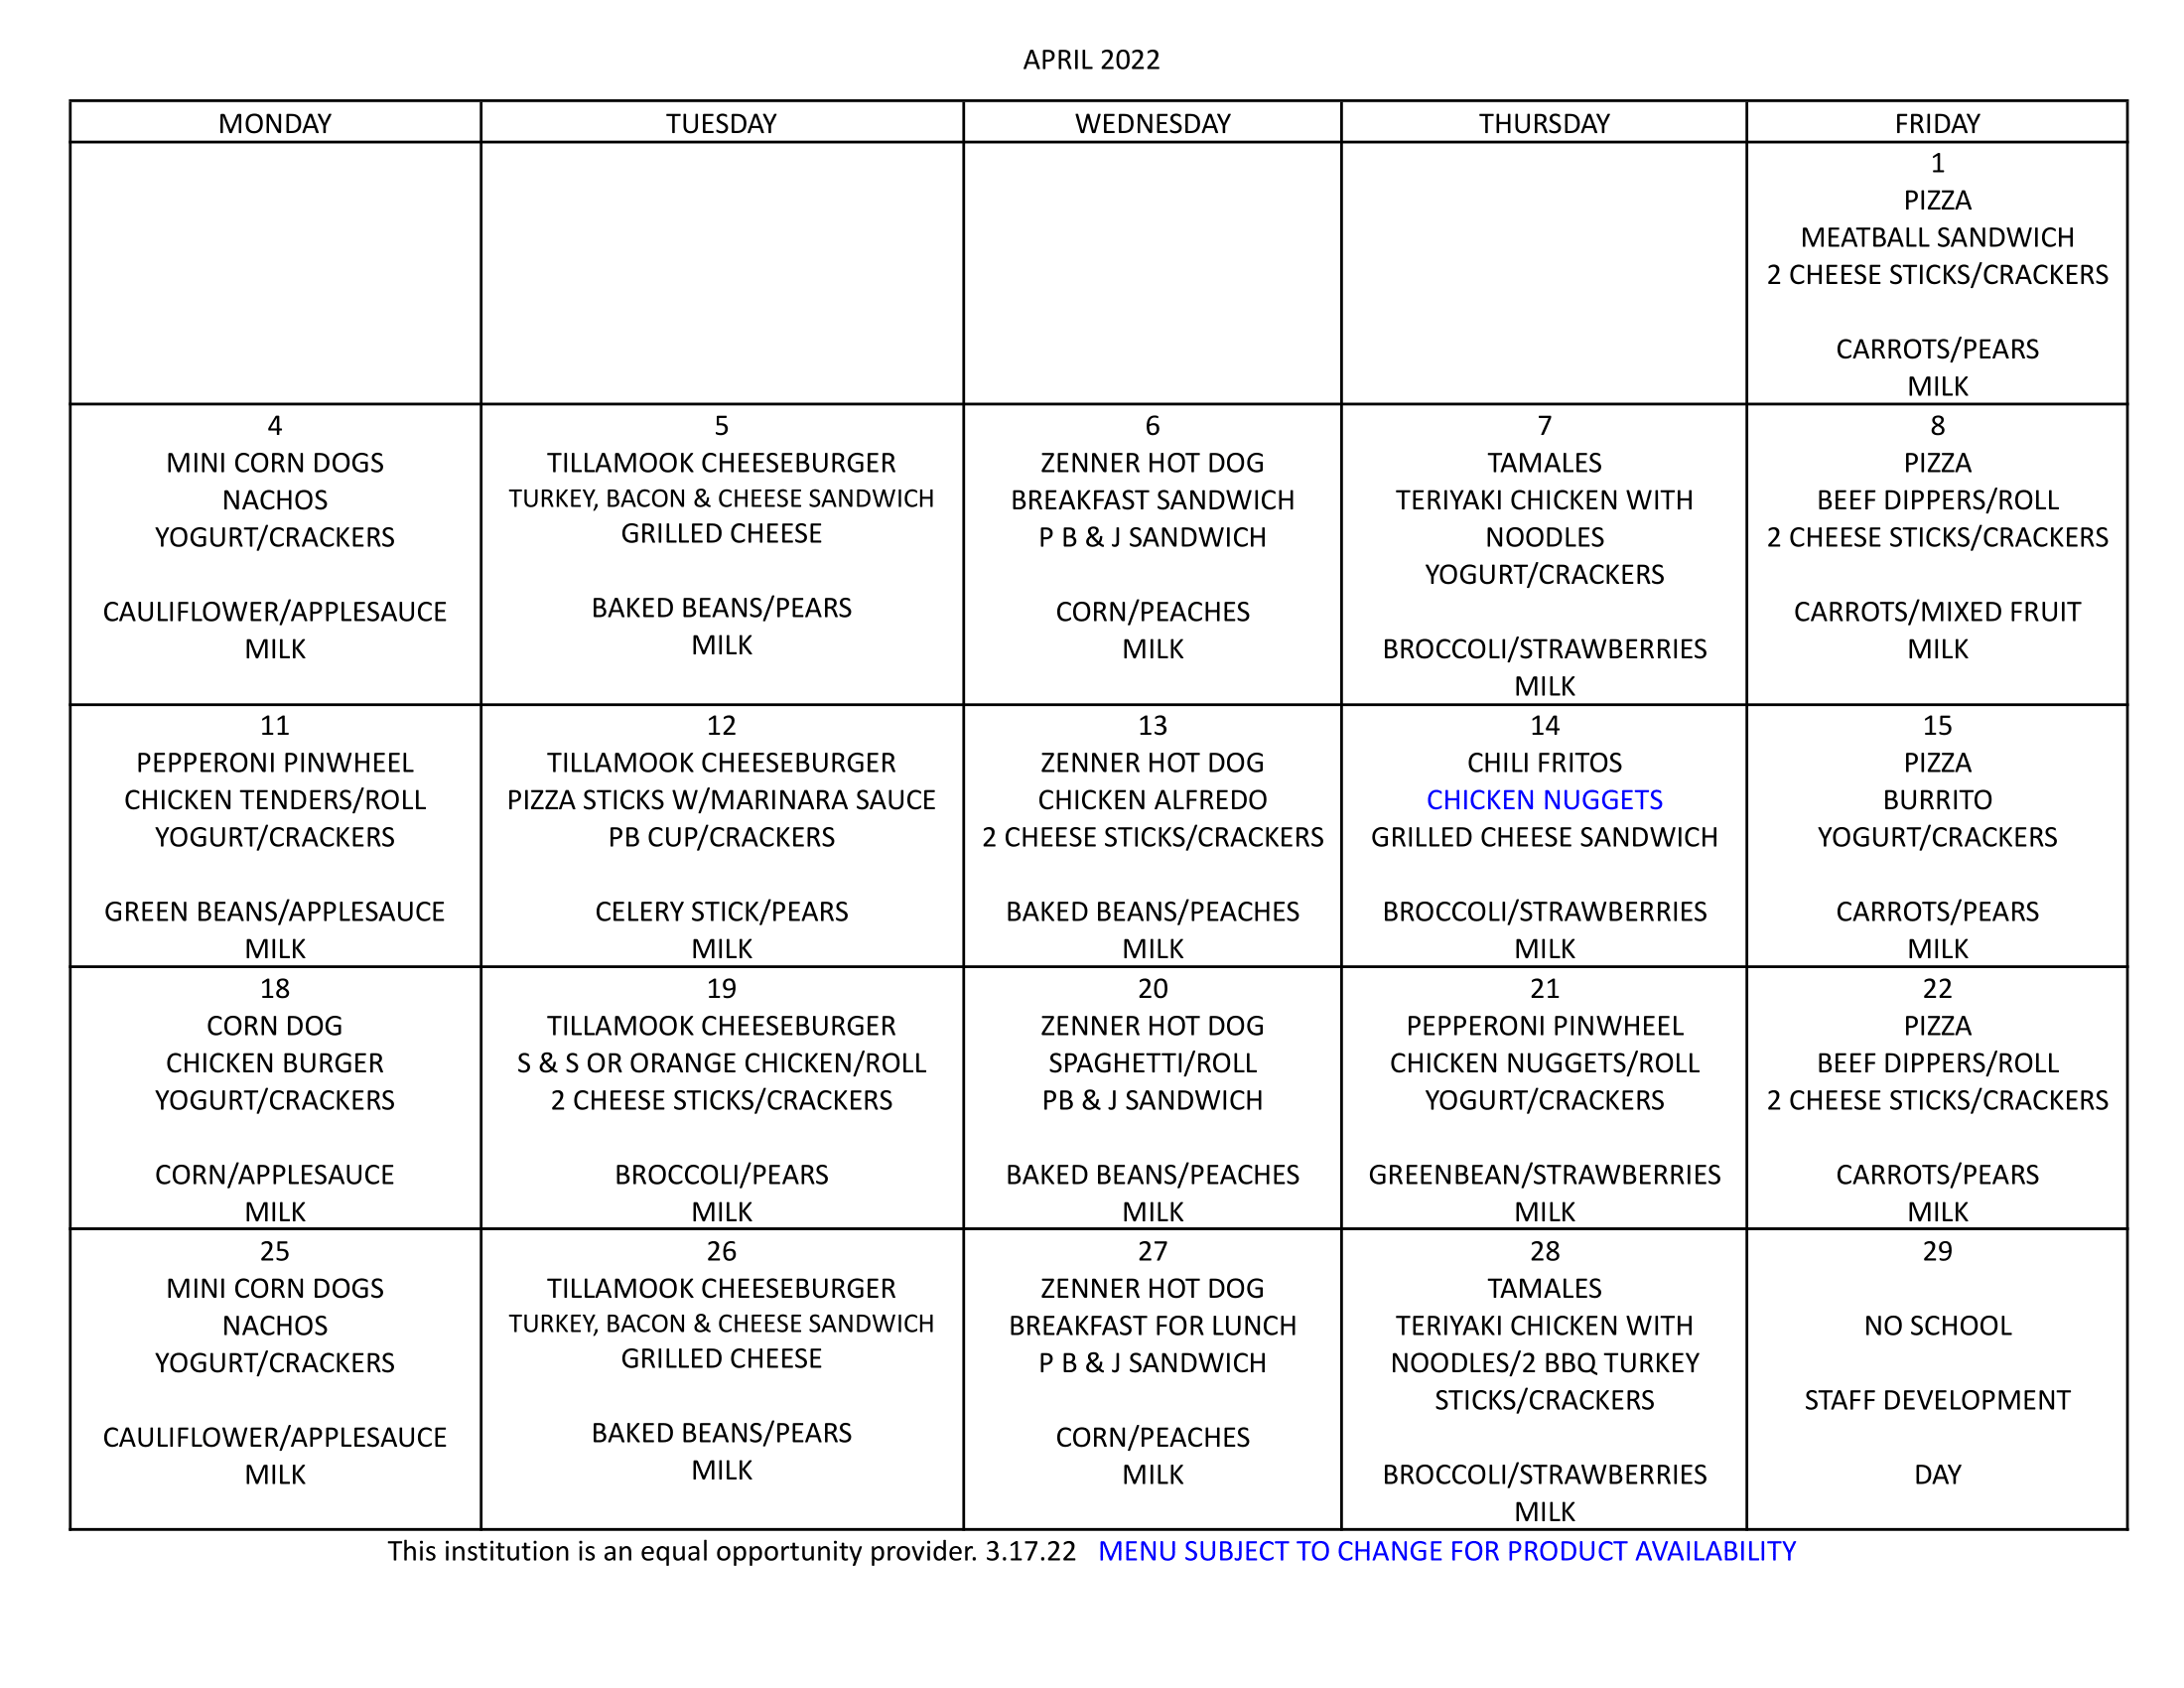 APRIL 2022
MONDAY
TUESDAY
WEDNESDAY
THURSDAY
FRIDAY
1
PIZZA
MEATBALL SANDWICH
2 CHEESE STICKS/CRACKERS
CARROTS/PEARS
MILK
4
MINI CORN DOGS
NACHOS
YOGURT/CRACKERS
CAULIFLOWER/APPLESAUCE
MILK
5
TILLAMOOK CHEESEBURGER
TURKEY, BACON & CHEESE SANDWICH
GRILLED CHEESE
BAKED BEANS/PEARS
MILK
6
ZENNER HOT DOG
BREAKFAST SANDWICH
P B & J SANDWICH
CORN/PEACHES
MILK
7
TAMALES
TERIYAKI CHICKEN WITH
NOODLES
YOGURT/CRACKERS
BROCCOLI/STRAWBERRIES
MILK
8
PIZZA
BEEF DIPPERS/ROLL
2 CHEESE STICKS/CRACKERS
CARROTS/MIXED FRUIT
MILK
11
PEPPERONI PINWHEEL
CHICKEN TENDERS/ROLL
YOGURT/CRACKERS
GREEN BEANS/APPLESAUCE
MILK
12
TILLAMOOK CHEESEBURGER
PIZZA STICKS W/MARINARA SAUCE
PB CUP/CRACKERS
CELERY STICK/PEARS
MILK
13
ZENNER HOT DOG
CHICKEN ALFREDO
2 CHEESE STICKS/CRACKERS
BAKED BEANS/PEACHES
MILK
14
CHILI FRITOS
CHICKEN NUGGETS
GRILLED CHEESE SANDWICH
BROCCOLI/STRAWBERRIES
MILK
15
PIZZA
BURRITO
YOGURT/CRACKERS
CARROTS/PEARS
MILK
18
CORN DOG
CHICKEN BURGER
YOGURT/CRACKERS
CORN/APPLESAUCE
MILK
19
TILLAMOOK CHEESEBURGER
S & S OR ORANGE CHICKEN/ROLL
2 CHEESE STICKS/CRACKERS
BROCCOLI/PEARS
MILK
20
ZENNER HOT DOG
SPAGHETTI/ROLL
PB & J SANDWICH
BAKED BEANS/PEACHES
MILK
21
PEPPERONI PINWHEEL
CHICKEN NUGGETS/ROLL
YOGURT/CRACKERS
GREENBEAN/STRAWBERRIES
MILK
22
PIZZA
BEEF DIPPERS/ROLL
2 CHEESE STICKS/CRACKERS
CARROTS/PEARS
MILK
25
MINI CORN DOGS
NACHOS
YOGURT/CRACKERS
CAULIFLOWER/APPLESAUCE
MILK
26
TILLAMOOK CHEESEBURGER
TURKEY, BACON & CHEESE SANDWICH
GRILLED CHEESE
BAKED BEANS/PEARS
MILK
27
ZENNER HOT DOG
BREAKFAST FOR LUNCH
P B & J SANDWICH
CORN/PEACHES
MILK
28
TAMALES
TERIYAKI CHICKEN WITH
NOODLES/2 BBQ TURKEY
STICKS/CRACKERS
BROCCOLI/STRAWBERRIES
MILK
29
NO SCHOOL
STAFF DEVELOPMENT
DAY
This institution is an equal opportunity provider. 3.17.22 MENU SUBJECT TO CHANGE FOR PRODUCT AVAILABILITY